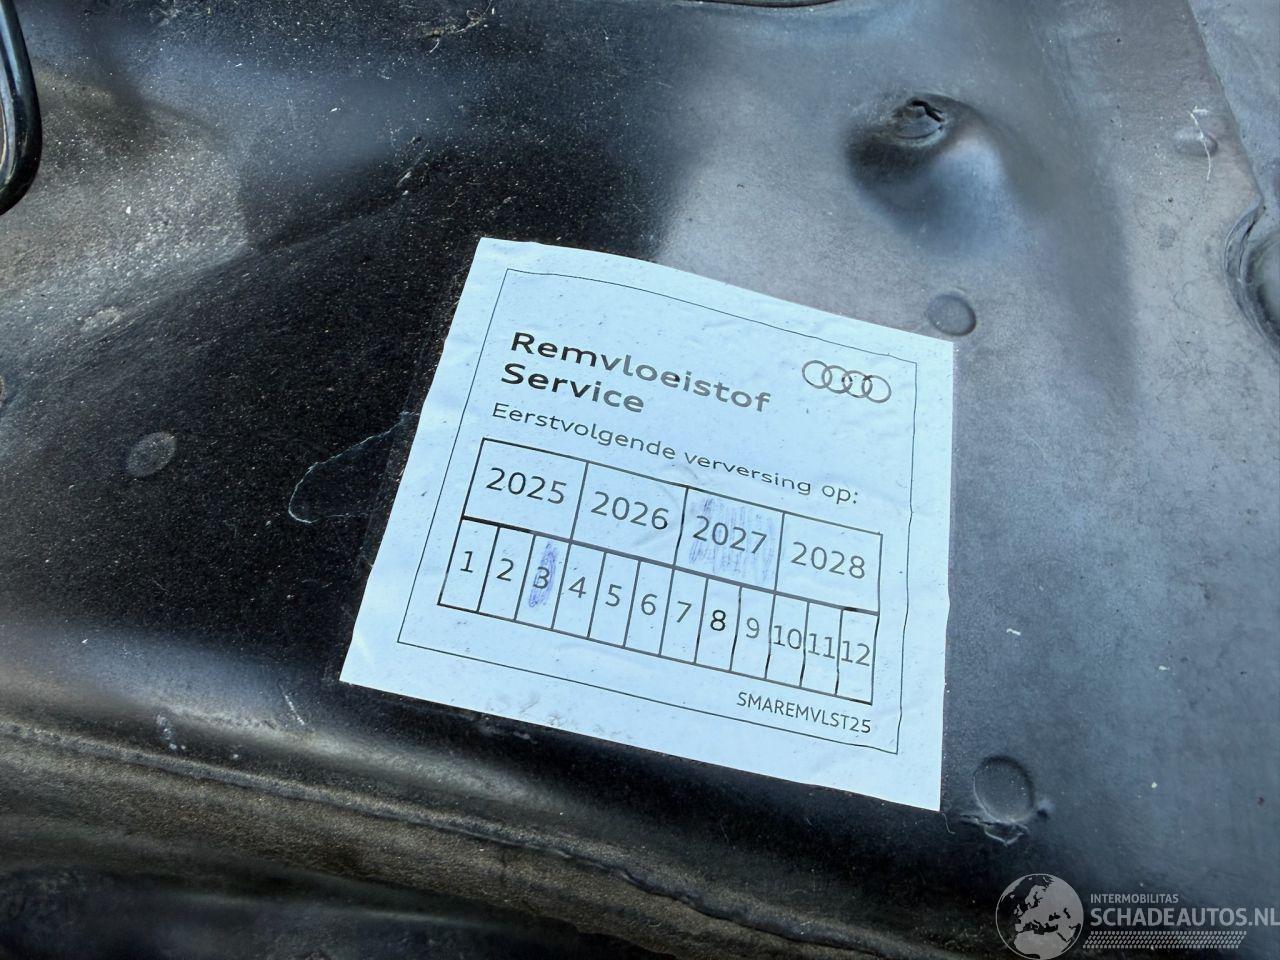 Remvloeistof
Service
Eerstvolgende verversing op:
2025 2026 2027 2028
1 2 3 4 5 6 7 8 9 10 11 12
SMAREMVLST25
INTERMOBILITAS
SCHADEAUTOS.NL